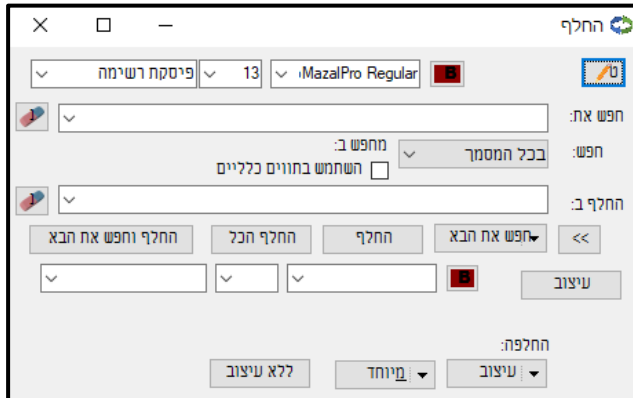 החלף
B MazalPro Regular 13 פיסקת רשימה
חפש את:
חפש: בכל המסמך מחפש ב:
השתמש בתווים כלליים
החלף ב:
<< חפש את הבא החלף החלף הכל החלף וחפש את הבא
עיצוב B
החלפה:
עיצוב מיוחד ללא עיצוב